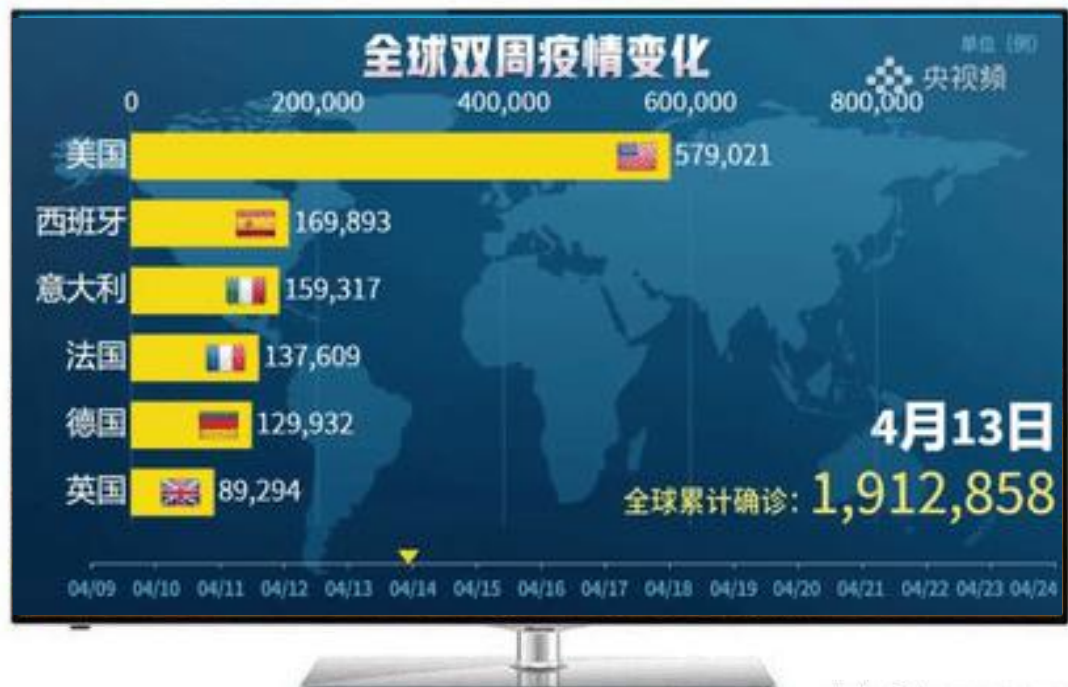 全球双周疫情变化
单位 (例)
央视频
0 200,000 400,000 600,000 800,000
美国 579,021
西班牙 169,893
意大利 159,317
法国 137,609
德国 129,932
英国 89,294
4月13日
全球累计确诊: 1,912,858
04/09 04/10 04/11 04/12 04/13 04/14 04/15 04/16 04/17 04/18 04/19 04/20 04/21 04/22 04/23 04/24